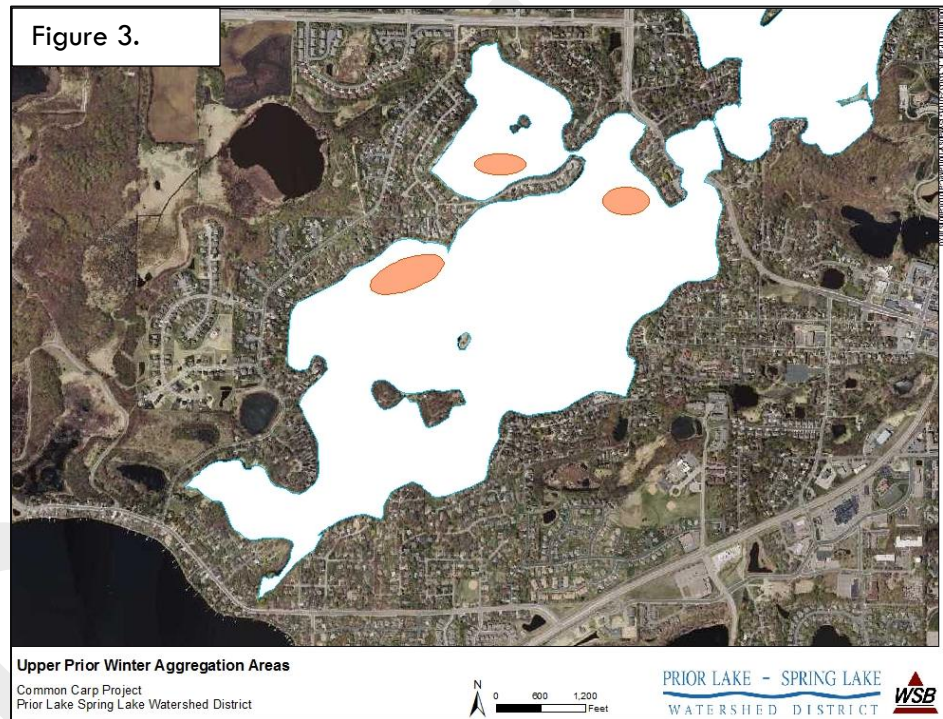 Figure 3.
Upper Prior Winter Aggregation Areas
Common Carp Project
Prior Lake Spring Lake Watershed District
N
0 600 1,200
Feet
PRIOR LAKE - SPRING LAKE
WATERSHED DISTRICT
WSB